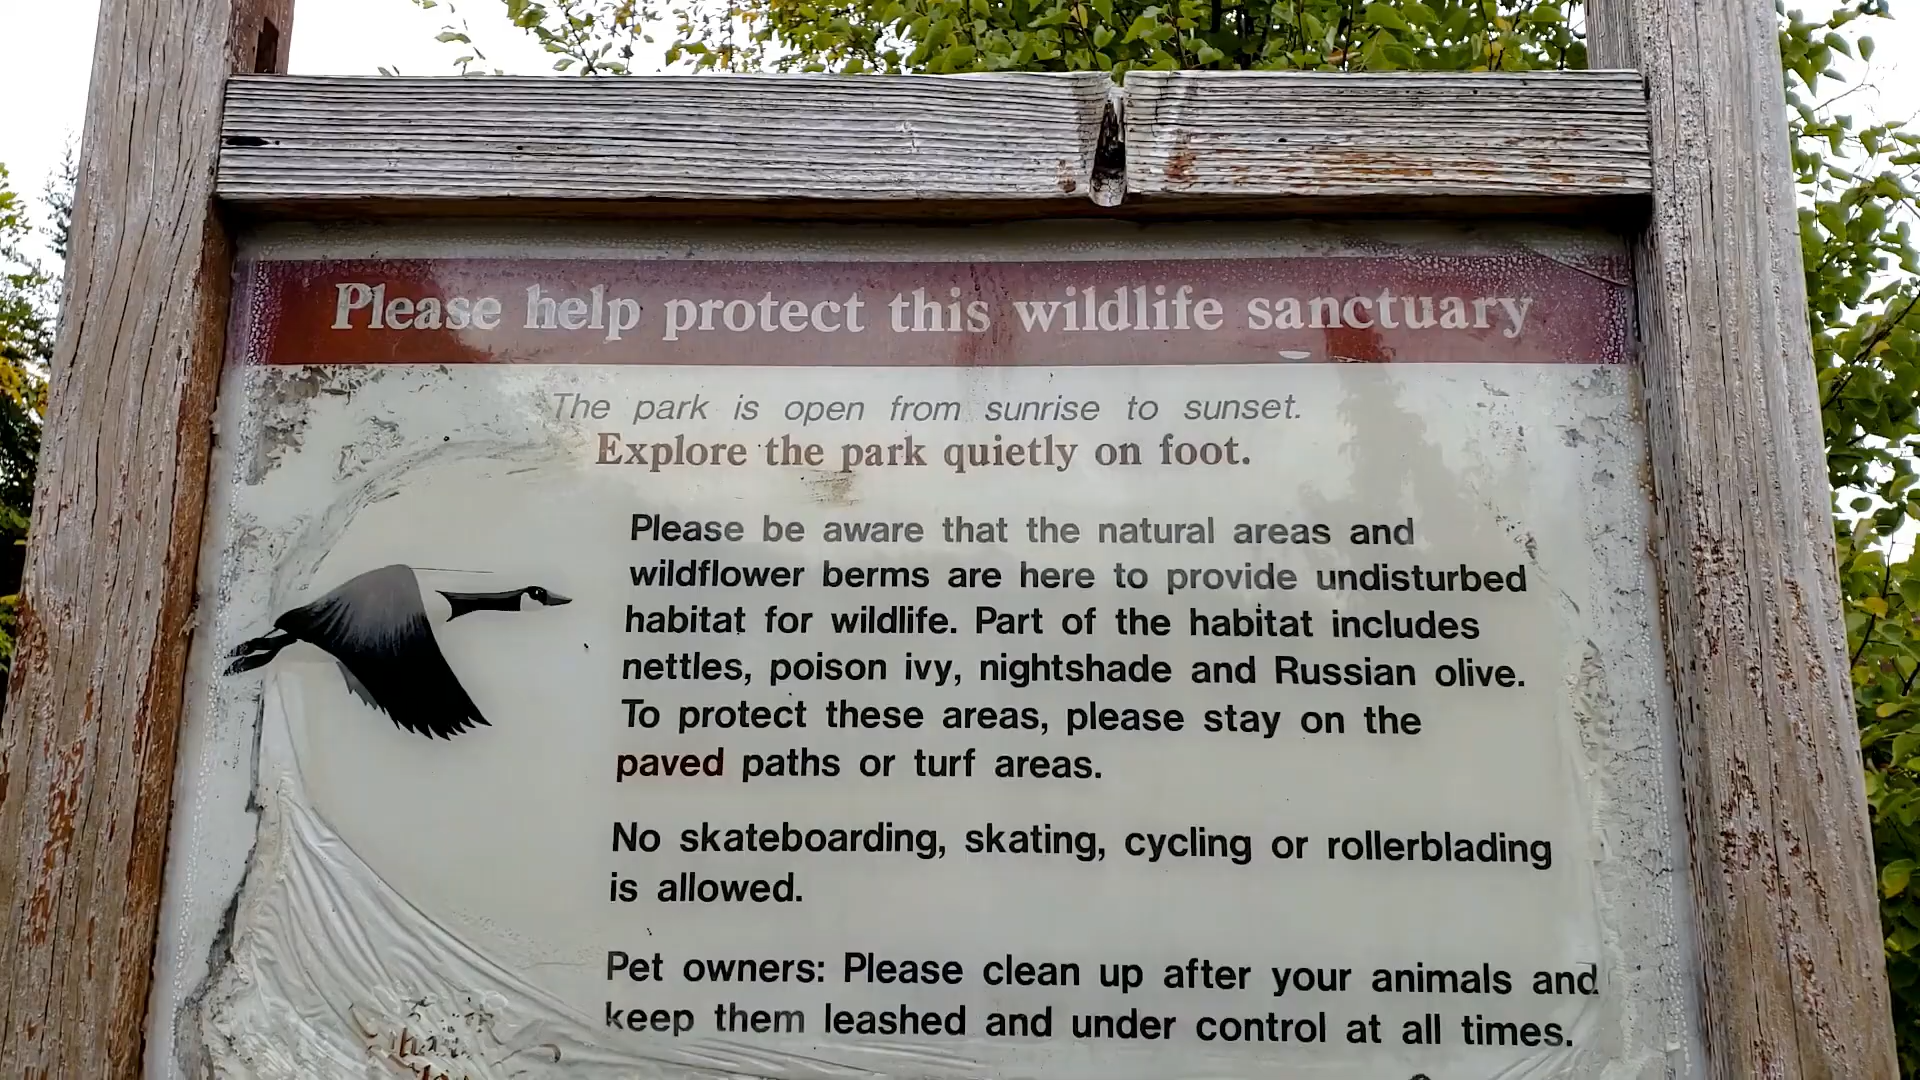 Please help protect this wildlife sanctuary
The park is open from sunrise to sunset.
Explore the park quietly on foot.
Please be aware that the natural areas and
wildflower berms are here to provide undisturbed
habitat for wildlife. Part of the habitat includes
nettles, poison ivy, nightshade and Russian olive.
To protect these areas, please stay on the
paved paths or turf areas.
No skateboarding, skating, cycling or rollerblading
is allowed.
Pet owners: Please clean up after your animals and
keep them leashed and under control at all times.